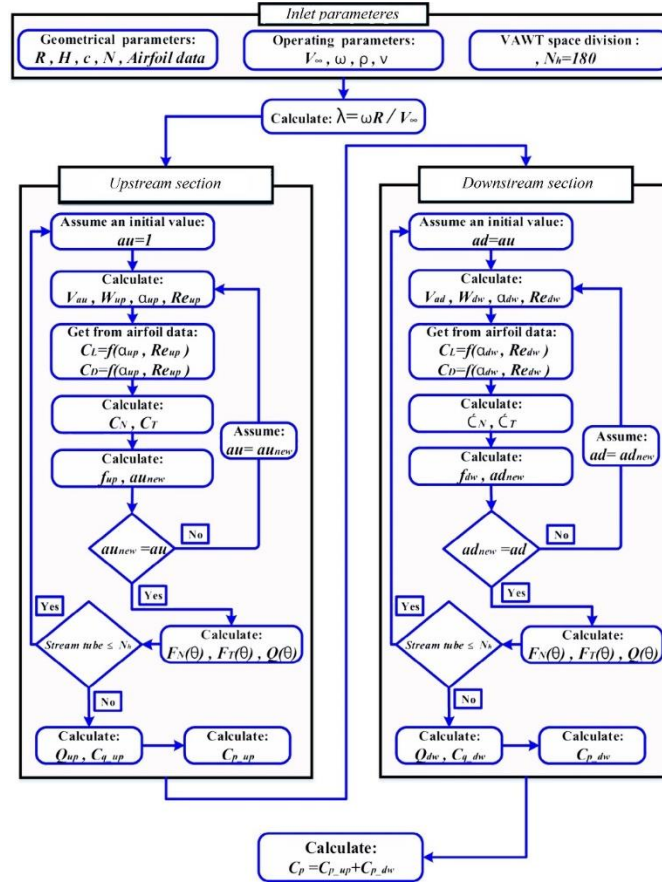 Inlet parameteres
Geometrical parameters:
R , H , c , N , Airfoil data
Operating parameters:
V∞ , ω , ρ , ν
VAWT space division :
, Nh=180
Calculate: λ=ωR / V∞
Upstream section
Assume an initial value:
au=1
Calculate:
Vau , Wup , αup , Reup
Get from airfoil data:
CL=f(αup , Reup )
CD=f(αup , Reup )
Calculate:
CN , CT
Assume:
au= aunew
Calculate:
fup , aunew
aunew =au
No
Yes
Yes
Stream tube ≤ Nh
Calculate:
FN(θ) , FT(θ) , Q(θ)
No
Calculate:
Qup , Cq_up
Calculate:
Cp_up
Downstream section
Assume an initial value:
ad=au
Calculate:
Vad , Wdw , αdw , Redw
Get from airfoil data:
CL=f(αdw , Redw )
CD=f(αdw , Redw )
Calculate:
ĆN , ĆT
Assume:
ad= adnew
Calculate:
fdw , adnew
adnew =ad
No
Yes
Yes
Stream tube ≤ Nh
Calculate:
FN(θ) , FT(θ) , Q(θ)
No
Calculate:
Qdw , Cq_dw
Calculate:
Cp_dw
Calculate:
Cp =Cp_up+Cp_dw